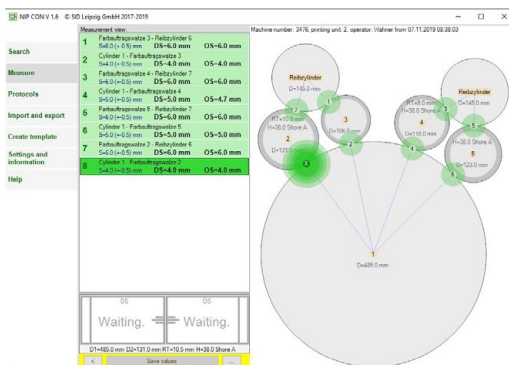 NIP CON V 1.6 © SID Leipzig GmbH 2017-2019
Search
Measure
Protocols
Import and export
Create template
Settings and information
Help
Measurement view:
1 Farbauftragswalze 3 - Reibzylinder 6
S=6.0 (+-0.5) mm DS=6.0 mm OS=6.0 mm
2 Cylinder 1 - Farbauftragswalze 3
S=4.0 (+-0.5) mm DS=4.0 mm OS=4.0 mm
3 Farbauftragswalze 4 - Reibzylinder 7
S=6.0 (+-0.5) mm DS=6.0 mm OS=6.0 mm
4 Cylinder 1 - Farbauftragswalze 4
S=5.0 (+-0.5) mm DS=5.0 mm OS=4.7 mm
5 Farbauftragswalze 5 - Reibzylinder 7
S=6.0 (+-0.5) mm DS=6.0 mm OS=6.0 mm
6 Cylinder 1 - Farbauftragswalze 5
S=5.0 (+-0.5) mm DS=5.0 mm OS=5.0 mm
7 Farbauftragswalze 2 - Reibzylinder 6
S=6.0 (+-0.5) mm DS=6.0 mm OS=6.0 mm
8 Cylinder 1 - Farbauftragswalze 2
S=4.0 (+-0.5) mm DS=4.0 mm OS=4.0 mm
DS OS
Waiting. Waiting.
D1=485.0 mm D2=131.0 mm RT=10.5 mm H=38.0 Shore A
< Save values ...
Machine number: 3476, printing unit: 2, operator: Wahner from 07.11.2019 08:38:03
Reibzylinder
D=145.0 mm
Reibzylinder
D=145.0 mm
RT=10.5 mm
H=38.0 Shore A
2
3
4
D=118.0 mm
5
1
D=485.0 mm